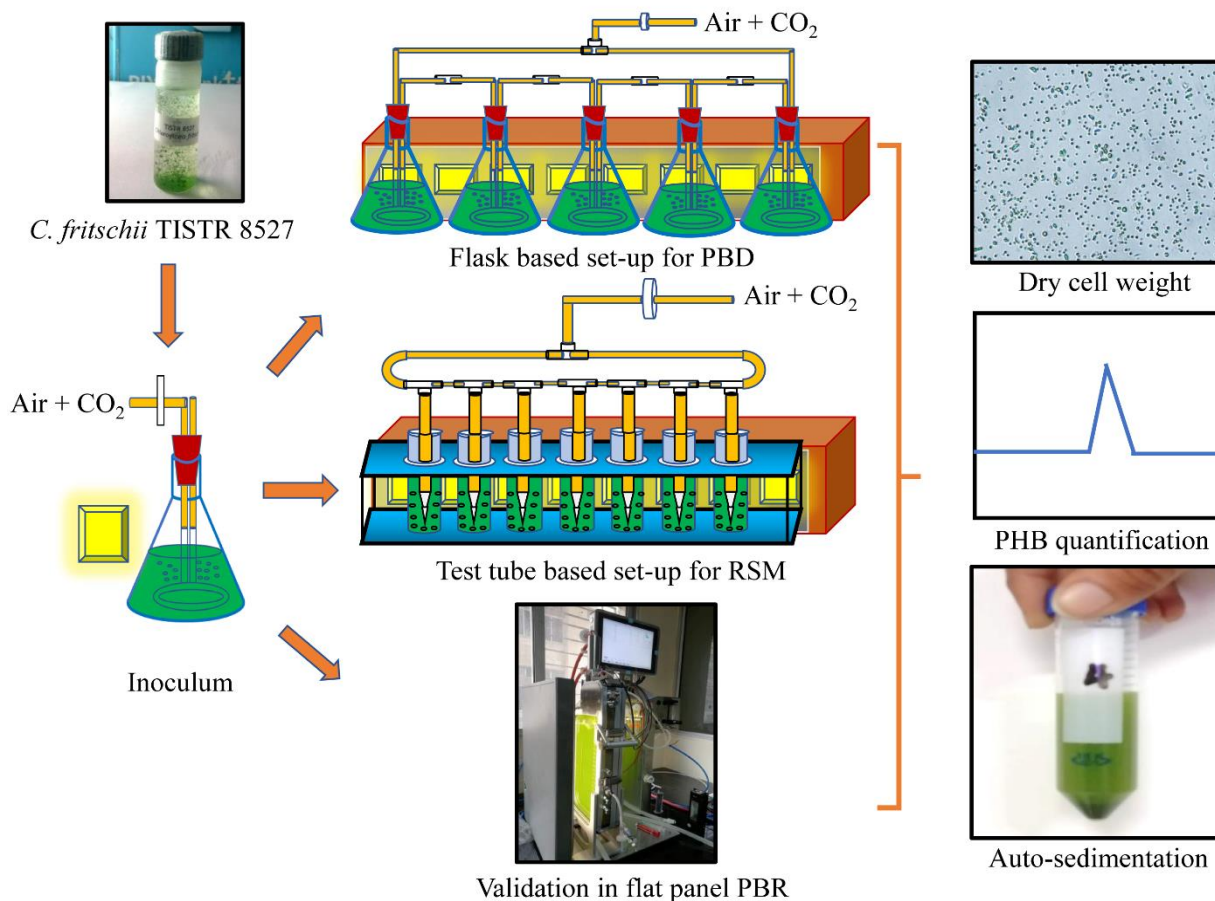 Air + CO₂
C. fritschii TISTR 8527
Flask based set-up for PBD
Dry cell weight
Air + CO₂
Air + CO₂
Test tube based set-up for RSM
PHB quantification
Inoculum
Validation in flat panel PBR
Auto-sedimentation